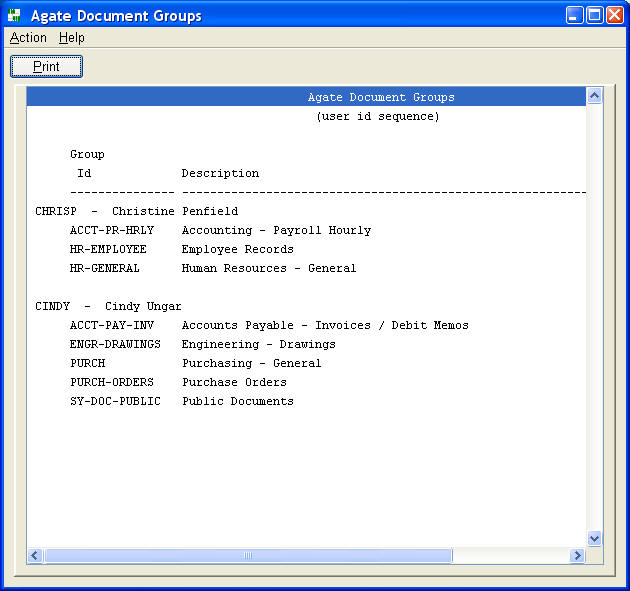 Agate Document Groups
Action Help
Print
Agate Document Groups
(user id sequence)
Group
Id Description
--------------- ----------------------------------------------------------
CHRISP - Christine Penfield
ACCT-PR-HRLY Accounting - Payroll Hourly
HR-EMPLOYEE Employee Records
HR-GENERAL Human Resources - General
CINDY - Cindy Ungar
ACCT-PAY-INV Accounts Payable - Invoices / Debit Memos
ENGR-DRAWINGS Engineering - Drawings
PURCH Purchasing - General
PURCH-ORDERS Purchase Orders
SY-DOC-PUBLIC Public Documents